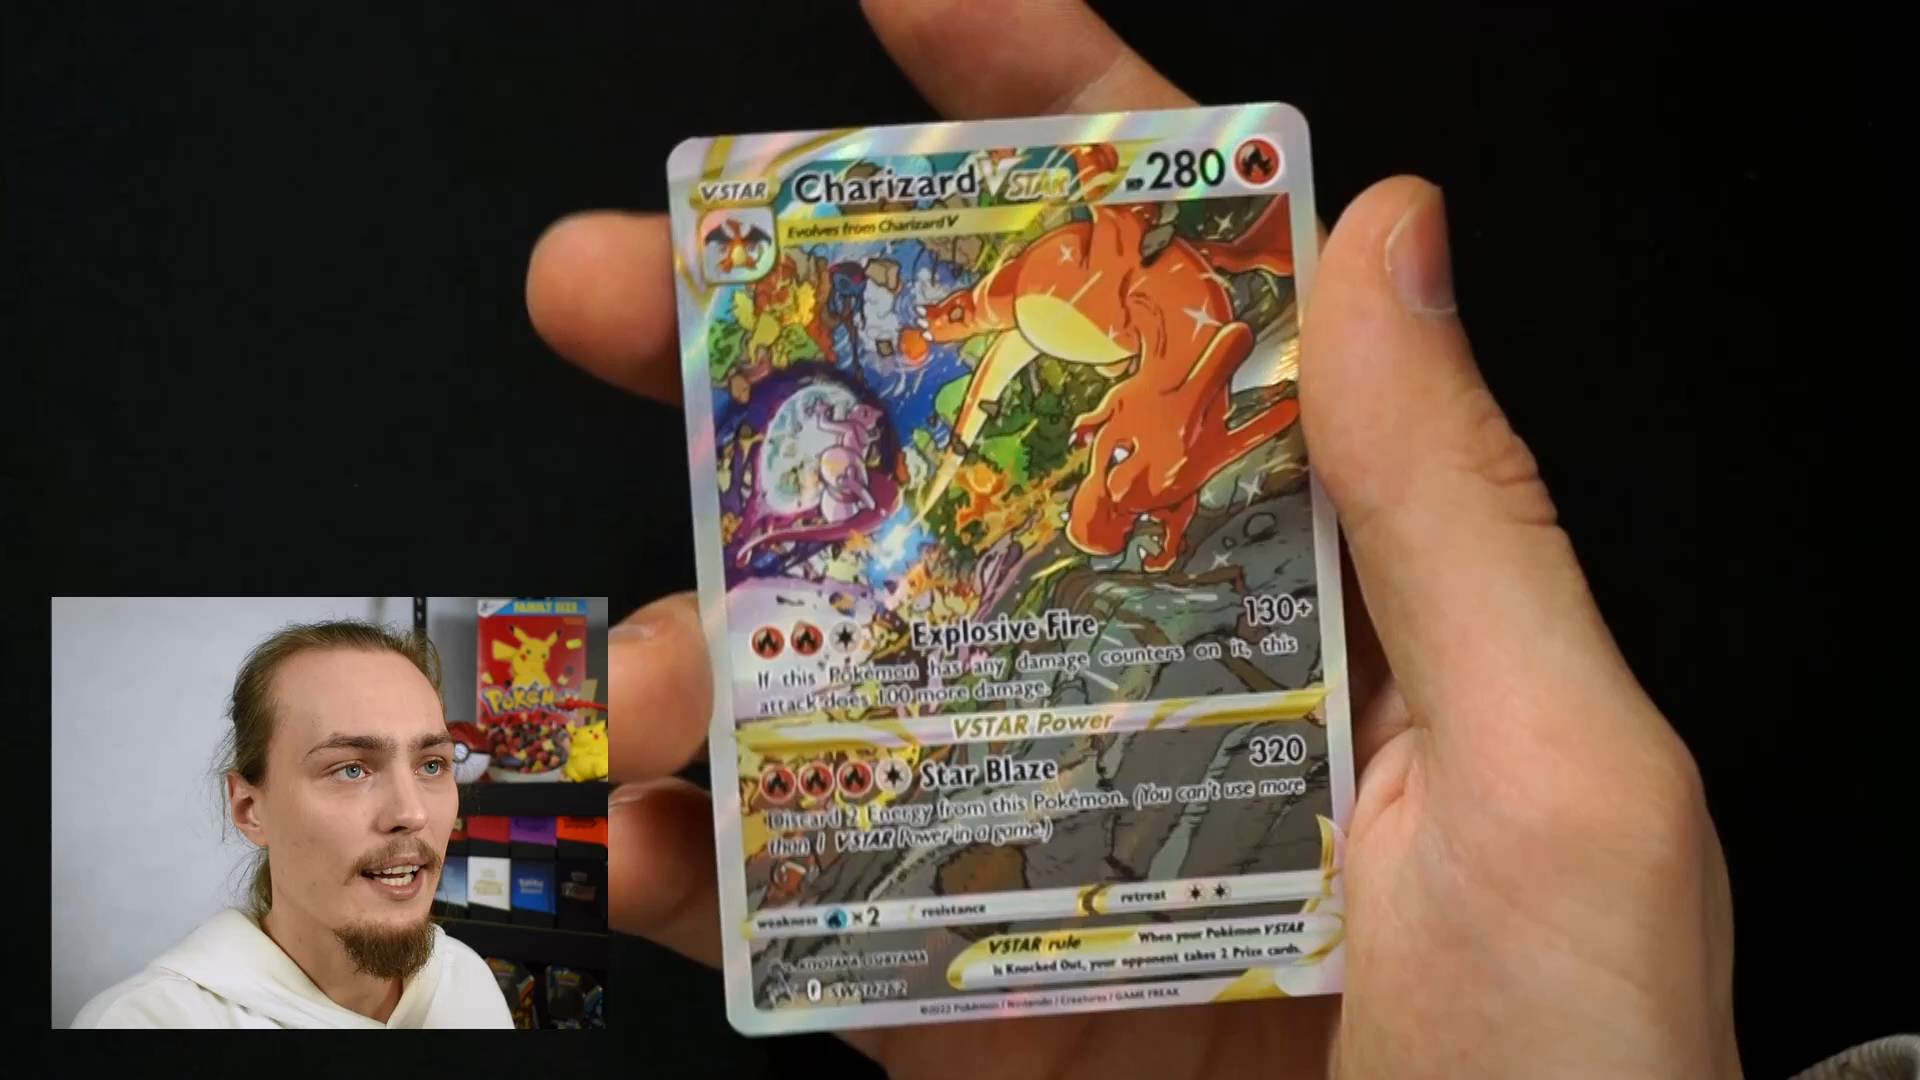 VSTAR Charizard VSTAR HP 280
Evolves from Charizard V
Explosive Fire 130+
If this Pokémon has any damage counters on it, this
attack does 100 more damage.
VSTAR Power
Star Blaze 320
Discard 2 Energy from this Pokémon. (You can't use more
than 1 VSTAR Power in a game.)
weakness ×2 resistance retreat
VSTAR rule When your Pokémon VSTAR
is Knocked Out, your opponent takes 2 Prize cards.
SWSH262
©2022 Pokémon / Nintendo / Creatures / GAME FREAK
FAMILY SIZE
POKÉM